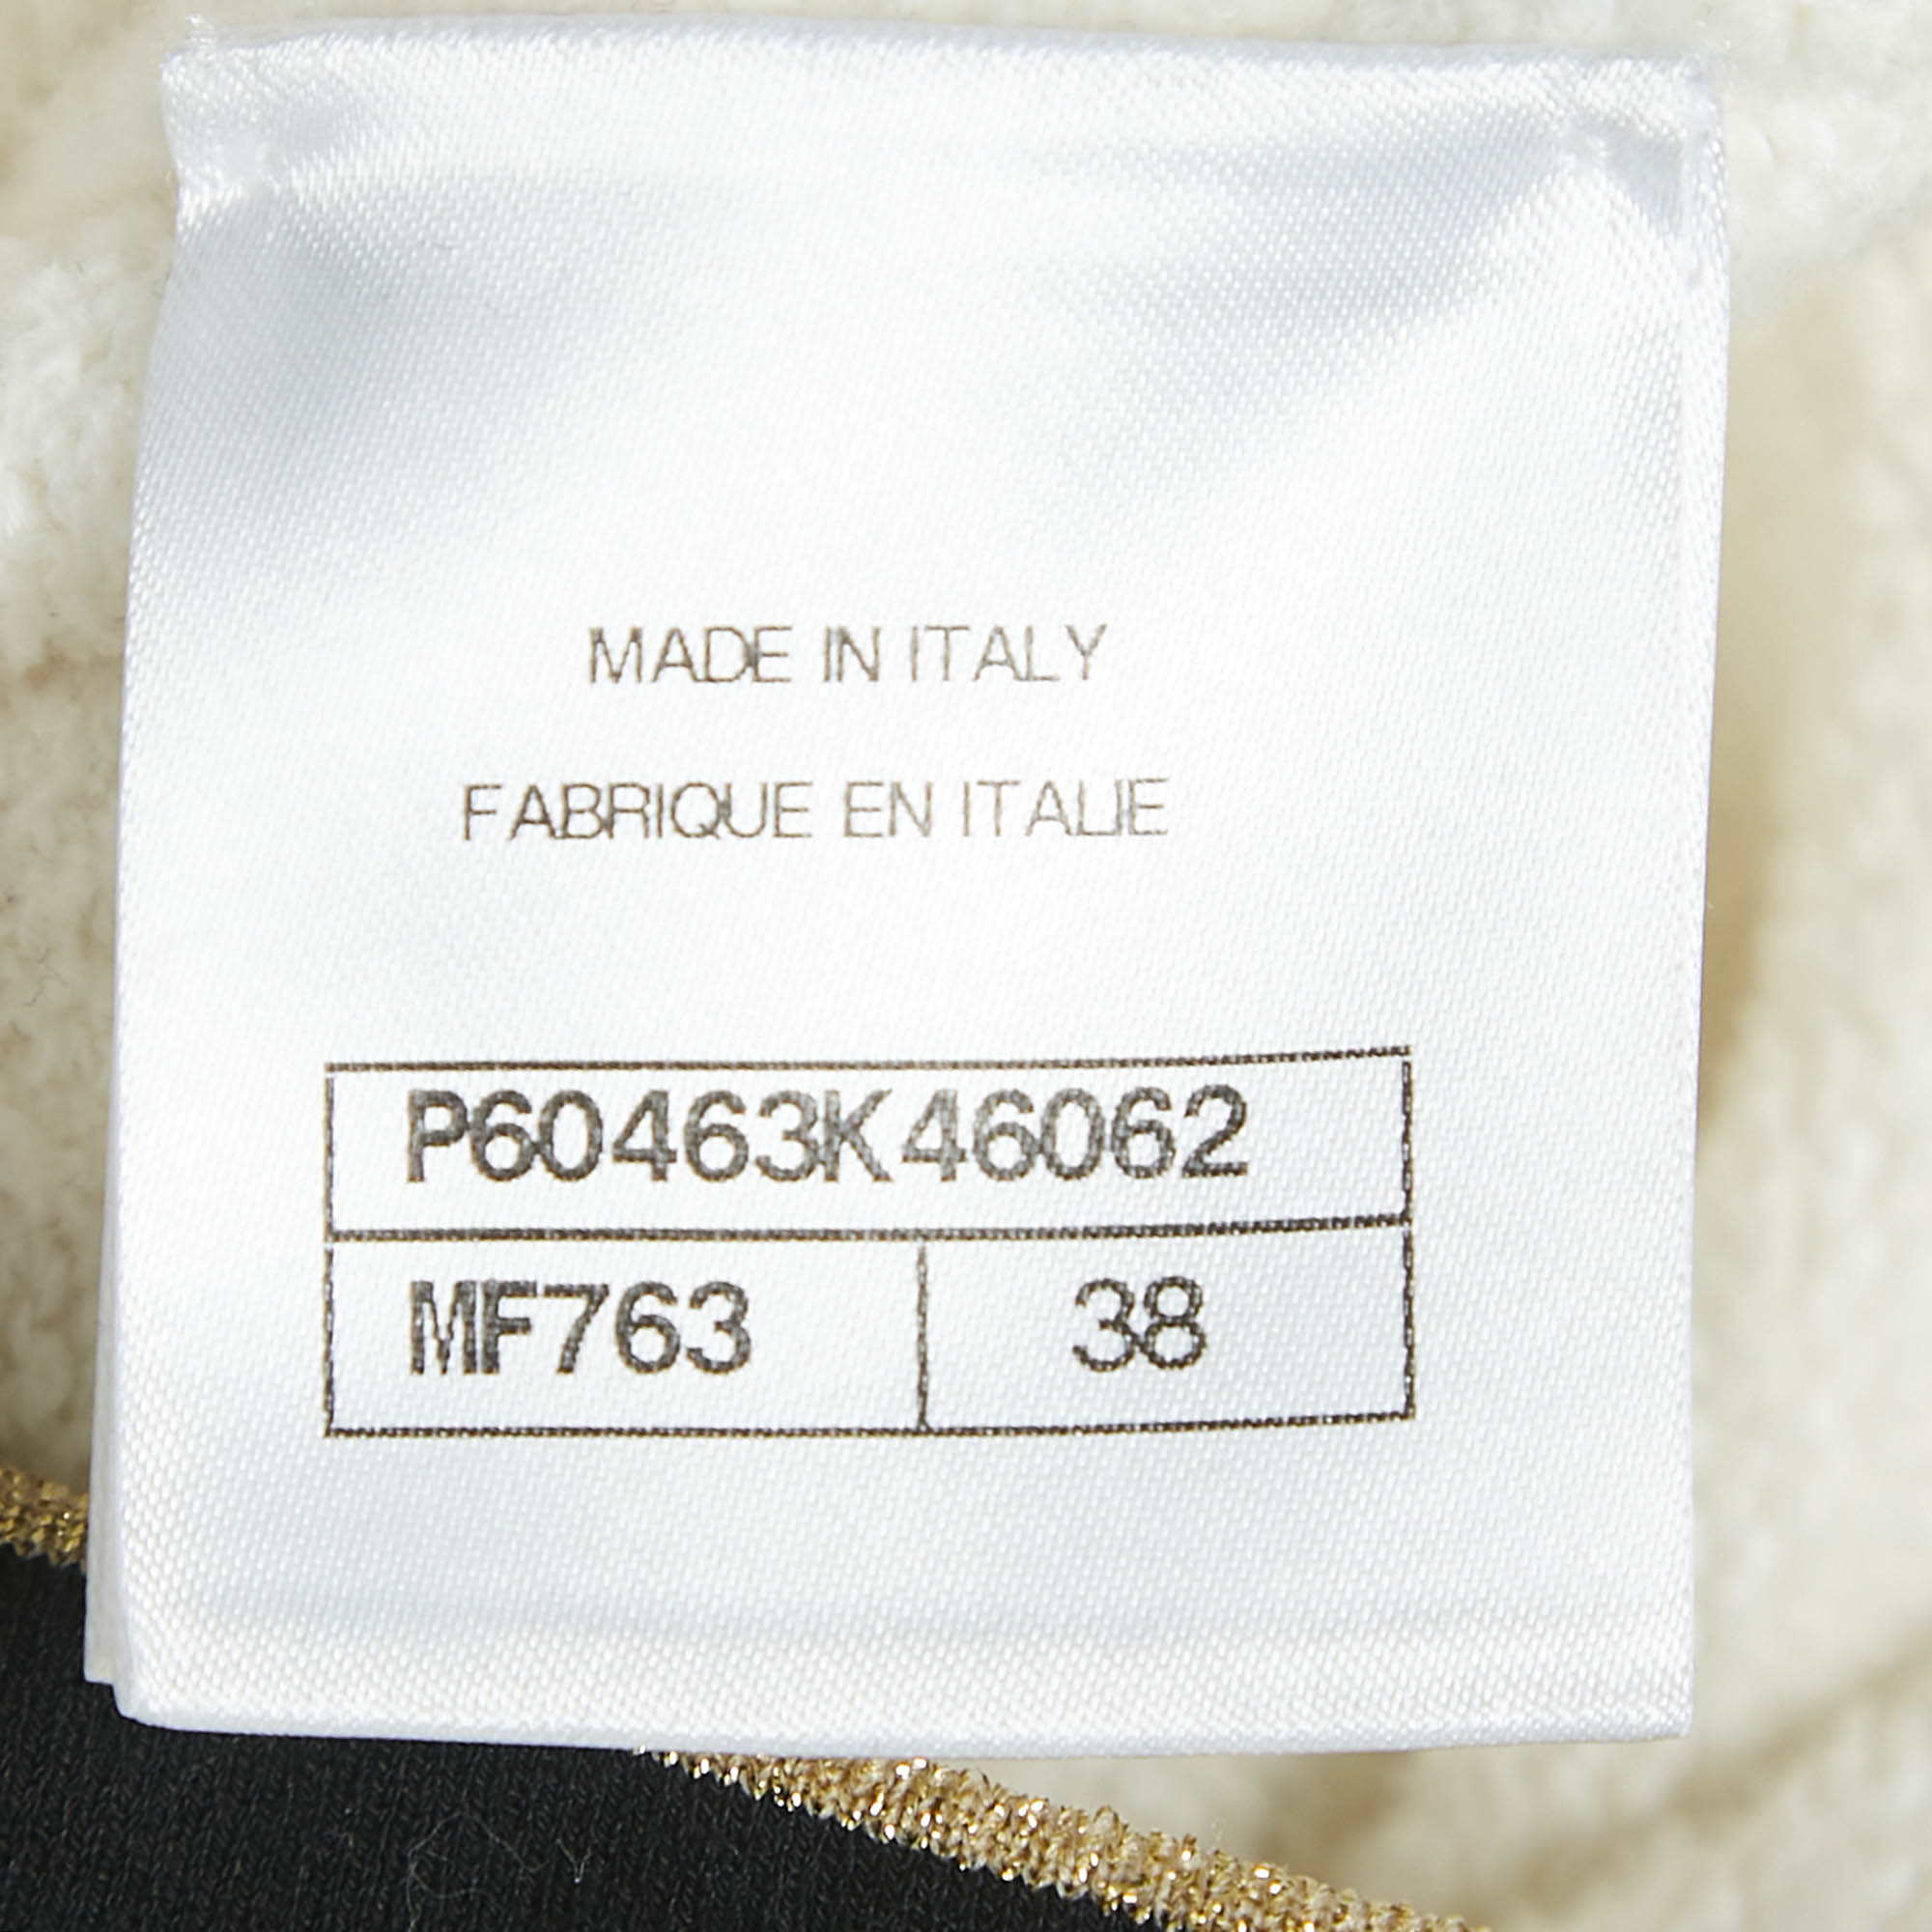 MADE IN ITALY
FABRIQUE EN ITALIE
P60463K46062
MF763 38